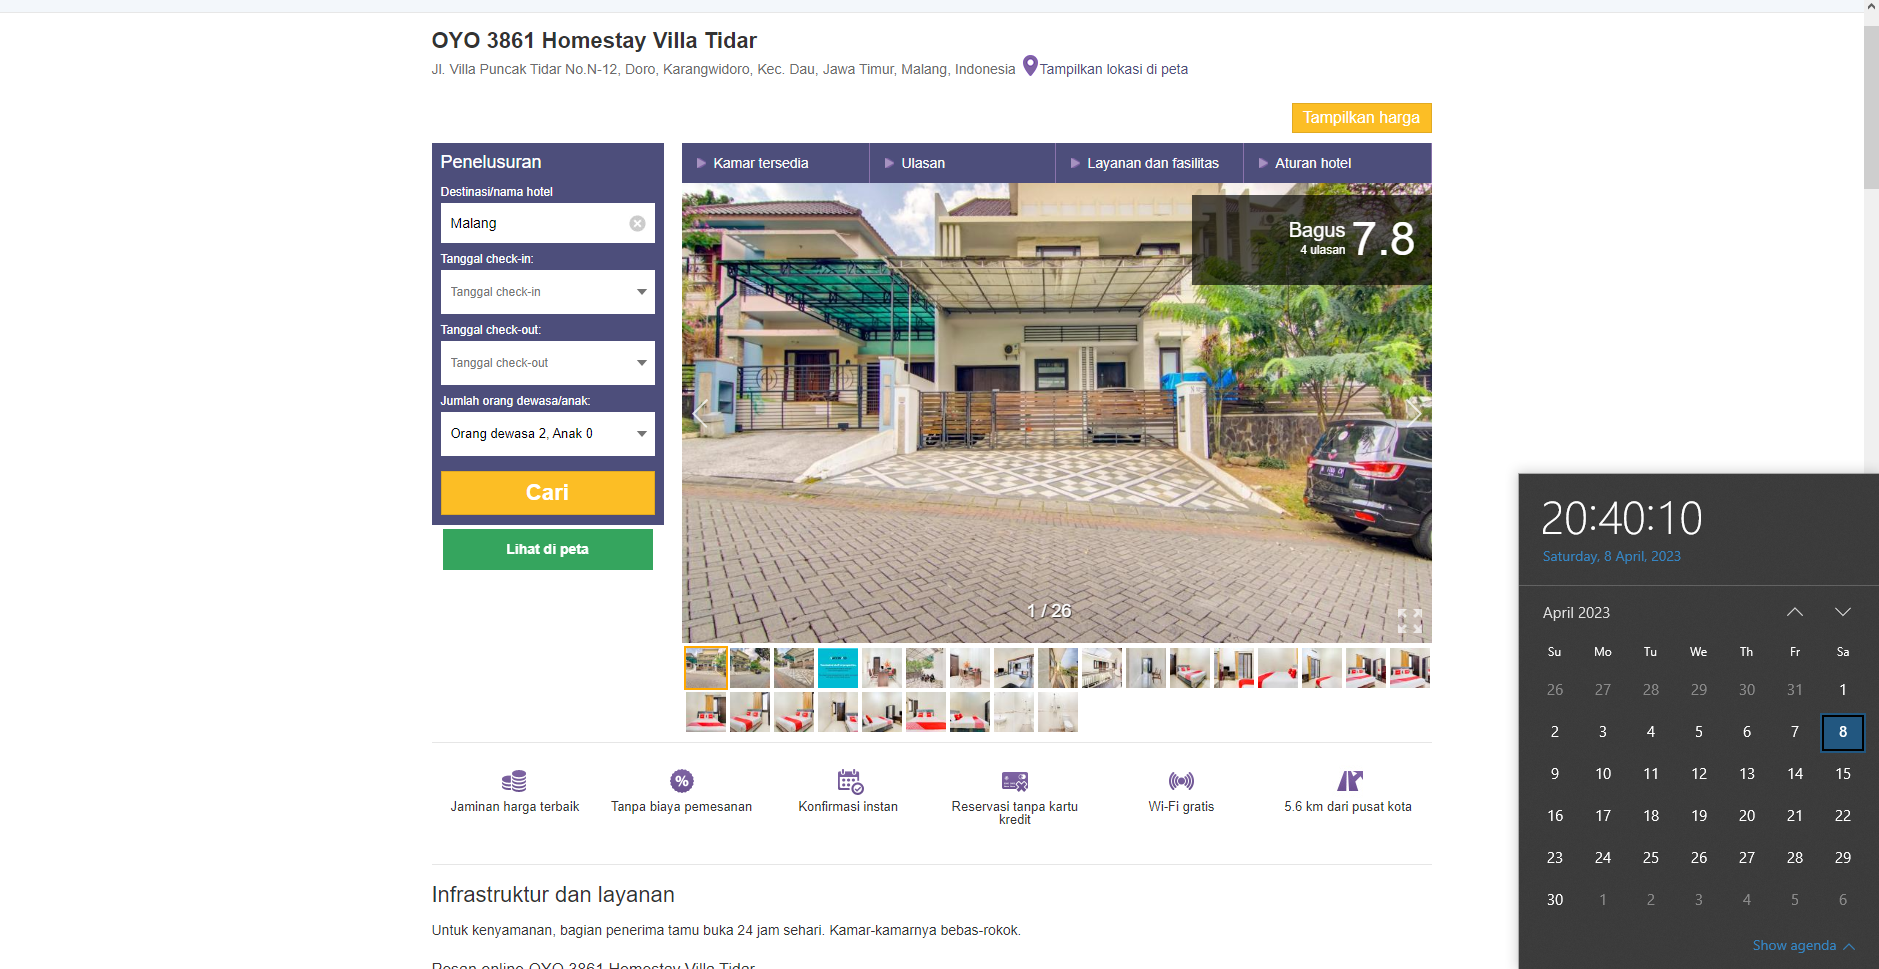 OYO 3861 Homestay Villa Tidar
Jl. Villa Puncak Tidar No.N-12, Doro, Karangwidoro, Kec. Dau, Jawa Timur, Malang, Indonesia Tampilkan lokasi di peta
Tampilkan harga
Penelusuran
Destinasi/nama hotel
Malang
Tanggal check-in:
Tanggal check-in
Tanggal check-out:
Tanggal check-out
Jumlah orang dewasa/anak:
Orang dewasa 2, Anak 0
Cari
Lihat di peta
Kamar tersedia
Ulasan
Layanan dan fasilitas
Aturan hotel
Bagus
4 ulasan
7.8
1 / 26
Jaminan harga terbaik
%
Tanpa biaya pemesanan
Konfirmasi instan
Reservasi tanpa kartu
kredit
Wi-Fi gratis
5.6 km dari pusat kota
Infrastruktur dan layanan
Untuk kenyamanan, bagian penerima tamu buka 24 jam sehari. Kamar-kamarnya bebas-rokok.
Pesan online OYO 3861 Homestay Villa Tidar
20:40:10
Saturday, 8 April, 2023
April 2023
Su Mo Tu We Th Fr Sa
26 27 28 29 30 31 1
2 3 4 5 6 7 8
9 10 11 12 13 14 15
16 17 18 19 20 21 22
23 24 25 26 27 28 29
30 1 2 3 4 5 6
Show agenda